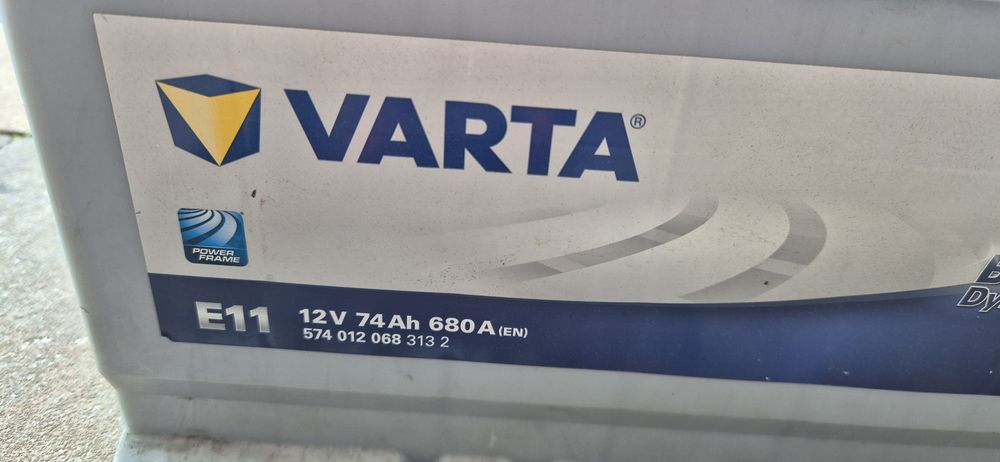 VARTA®
POWER
FRAME
E11 12V 74Ah 680A (EN)
574 012 068 313 2